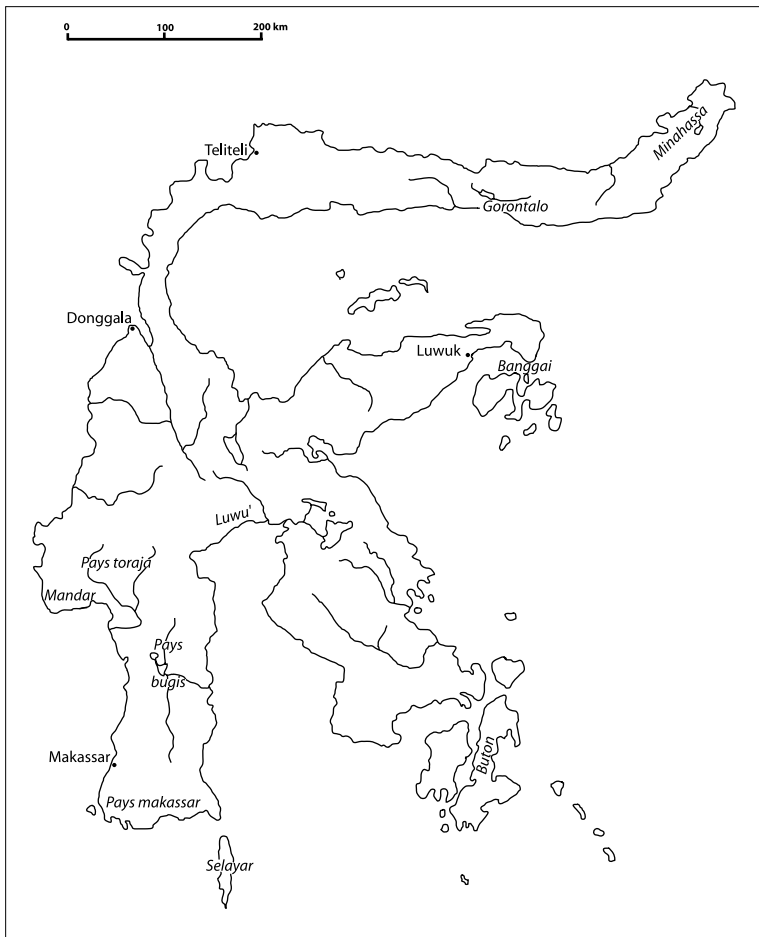 0 100 200 km
Minahassa
Teliteli
Gorontalo
Donggala
Luwuk
Banggai
Luwu'
Pays toraja
Mandar
Pays
bugis
Buton
Makassar
Pays makassar
Selayar